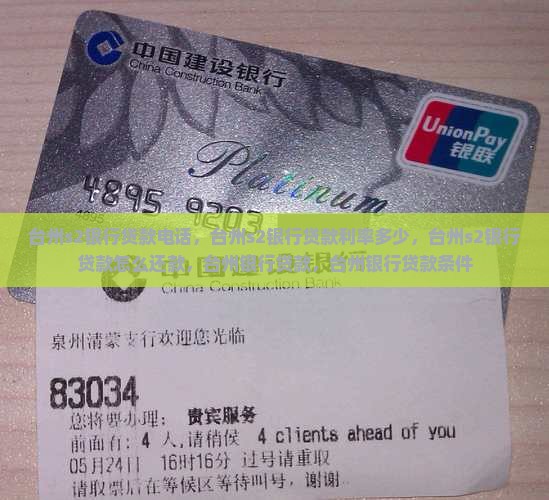 中国建设银行
China Construction Bank
UnionPay
银联
Platinum
4895 9203
4895
台州s2银行贷款电话，台州s2银行贷款利率多少，台州s2银行
贷款怎么还款，台州银行贷款，台州银行贷款条件
泉州清蒙支行欢迎您光临
83034
您将要办理： 贵宾服务
前面有: 4 人,请稍侯 4 clients ahead of you
05月24日 16时16分 过号请重取
请取票后在等候区等待叫号，谢谢